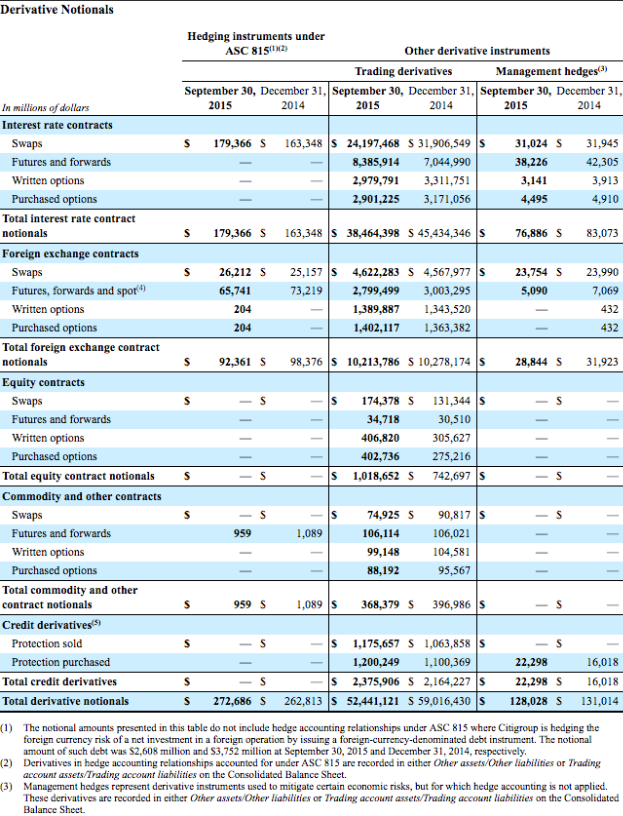 Derivative Notionals
Hedging instruments under
ASC 815(1)(2) Other derivative instruments
Trading derivatives Management hedges(3)
September 30, December 31, September 30, December 31, September 30, December 31,
In millions of dollars 2015 2014 2015 2014 2015 2014
Interest rate contracts
Swaps $ 179,366 $ 163,348 $ 24,197,468 $ 31,906,549 $ 31,024 $ 31,945
Futures and forwards — — 8,385,914 7,044,990 38,226 42,305
Written options — — 2,979,791 3,311,751 3,141 3,913
Purchased options — — 2,901,225 3,171,056 4,495 4,910
Total interest rate contract
notionals $ 179,366 $ 163,348 $ 38,464,398 $ 45,434,346 $ 76,886 $ 83,073
Foreign exchange contracts
Swaps $ 26,212 $ 25,157 $ 4,622,283 $ 4,567,977 $ 23,754 $ 23,990
Futures, forwards and spot(4) 65,741 73,219 2,799,499 3,003,295 5,090 7,069
Written options 204 — 1,389,887 1,343,520 — 432
Purchased options 204 — 1,402,117 1,363,382 — 432
Total foreign exchange contract
notionals $ 92,361 $ 98,376 $ 10,213,786 $ 10,278,174 $ 28,844 $ 31,923
Equity contracts
Swaps $ — $ — $ 174,378 $ 131,344 $ — $ —
Futures and forwards — — 34,718 30,510 — —
Written options — — 406,820 305,627 — —
Purchased options — — 402,736 275,216 — —
Total equity contract notionals $ — $ — $ 1,018,652 $ 742,697 $ — $ —
Commodity and other contracts
Swaps $ — $ — $ 74,925 $ 90,817 $ — $ —
Futures and forwards 959 1,089 106,114 106,021 — —
Written options — — 99,148 104,581 — —
Purchased options — — 88,192 95,567 — —
Total commodity and other
contract notionals $ 959 $ 1,089 $ 368,379 $ 396,986 $ — $ —
Credit derivatives(5)
Protection sold $ — $ — $ 1,175,657 $ 1,063,858 $ — $ —
Protection purchased — — 1,200,249 1,100,369 22,298 16,018
Total credit derivatives $ — $ — $ 2,375,906 $ 2,164,227 $ 22,298 $ 16,018
Total derivative notionals $ 272,686 $ 262,813 $ 52,441,121 $ 59,016,430 $ 128,028 $ 131,014
(1) The notional amounts presented in this table do not include hedge accounting relationships under ASC 815 where Citigroup is hedging the
foreign currency risk of a net investment in a foreign operation by issuing a foreign-currency-denominated debt instrument. The notional
amount of such debt was $2,608 million and $3,752 million at September 30, 2015 and December 31, 2014, respectively.
(2) Derivatives in hedge accounting relationships accounted for under ASC 815 are recorded in either Other assets/Other liabilities or Trading
account assets/Trading account liabilities on the Consolidated Balance Sheet.
(3) Management hedges represent derivative instruments used to mitigate certain economic risks, but for which hedge accounting is not applied.
These derivatives are recorded in either Other assets/Other liabilities or Trading account assets/Trading account liabilities on the Consolidated
Balance Sheet.